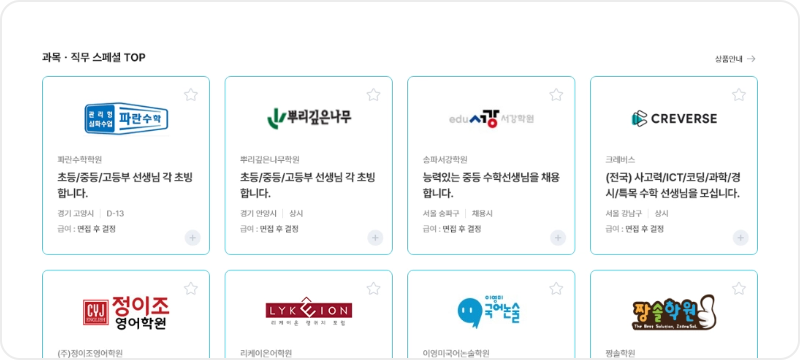 과목 · 직무 스페셜 TOP
상품안내 →
관리형
심화수업
파란수학
뿌리깊은나무
edu서강 서강학원
CREVERSE
파란수학학원
뿌리깊은나무학원
송파서강학원
크레버스
초등/중등/고등부 선생님 각 초빙
합니다.
초등/중등/고등부 선생님 각 초빙
합니다.
능력있는 중등 수학선생님을 채용
합니다.
(전국) 사고력/ICT/코딩/과학/경
시/특목 수학 선생님을 모십니다.
경기 고양시 | D-13
경기 안양시 | 상시
서울 송파구 | 채용시
서울 강남구 | 상시
급여 : 면접 후 결정
급여 : 면접 후 결정
급여 : 면접 후 결정
급여 : 면접 후 결정
CYJ
ENGLISH
정이조
영어학원
LYKEION
리케이온
이영미
국어논술
짱솔학원
(주)정이조영어학원
리케이온어학원
이영미국어논술학원
짱솔학원